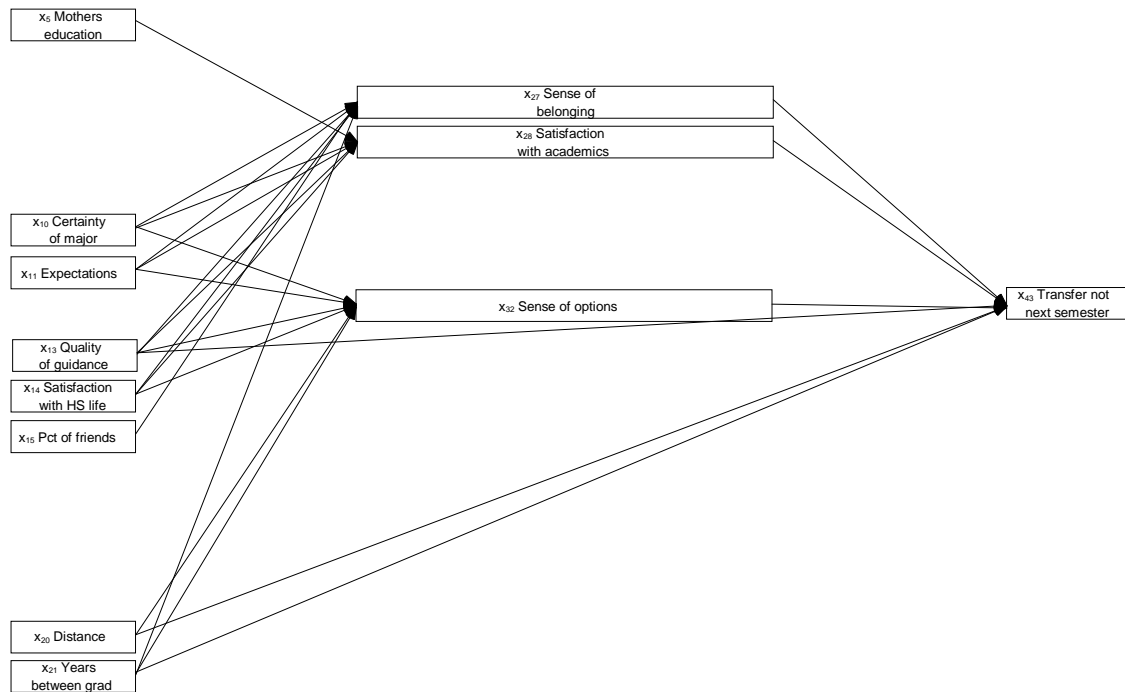 x₅ Mothers
education
x₂₇ Sense of
belonging
x₂₈ Satisfaction
with academics
x₁₀ Certainty
of major
x₁₁ Expectations
x₃₂ Sense of options
x₄₃ Transfer not
next semester
x₁₃ Quality
of guidance
x₁₄ Satisfaction
with HS life
x₁₅ Pct of friends
x₂₀ Distance
x₂₁ Years
between grad